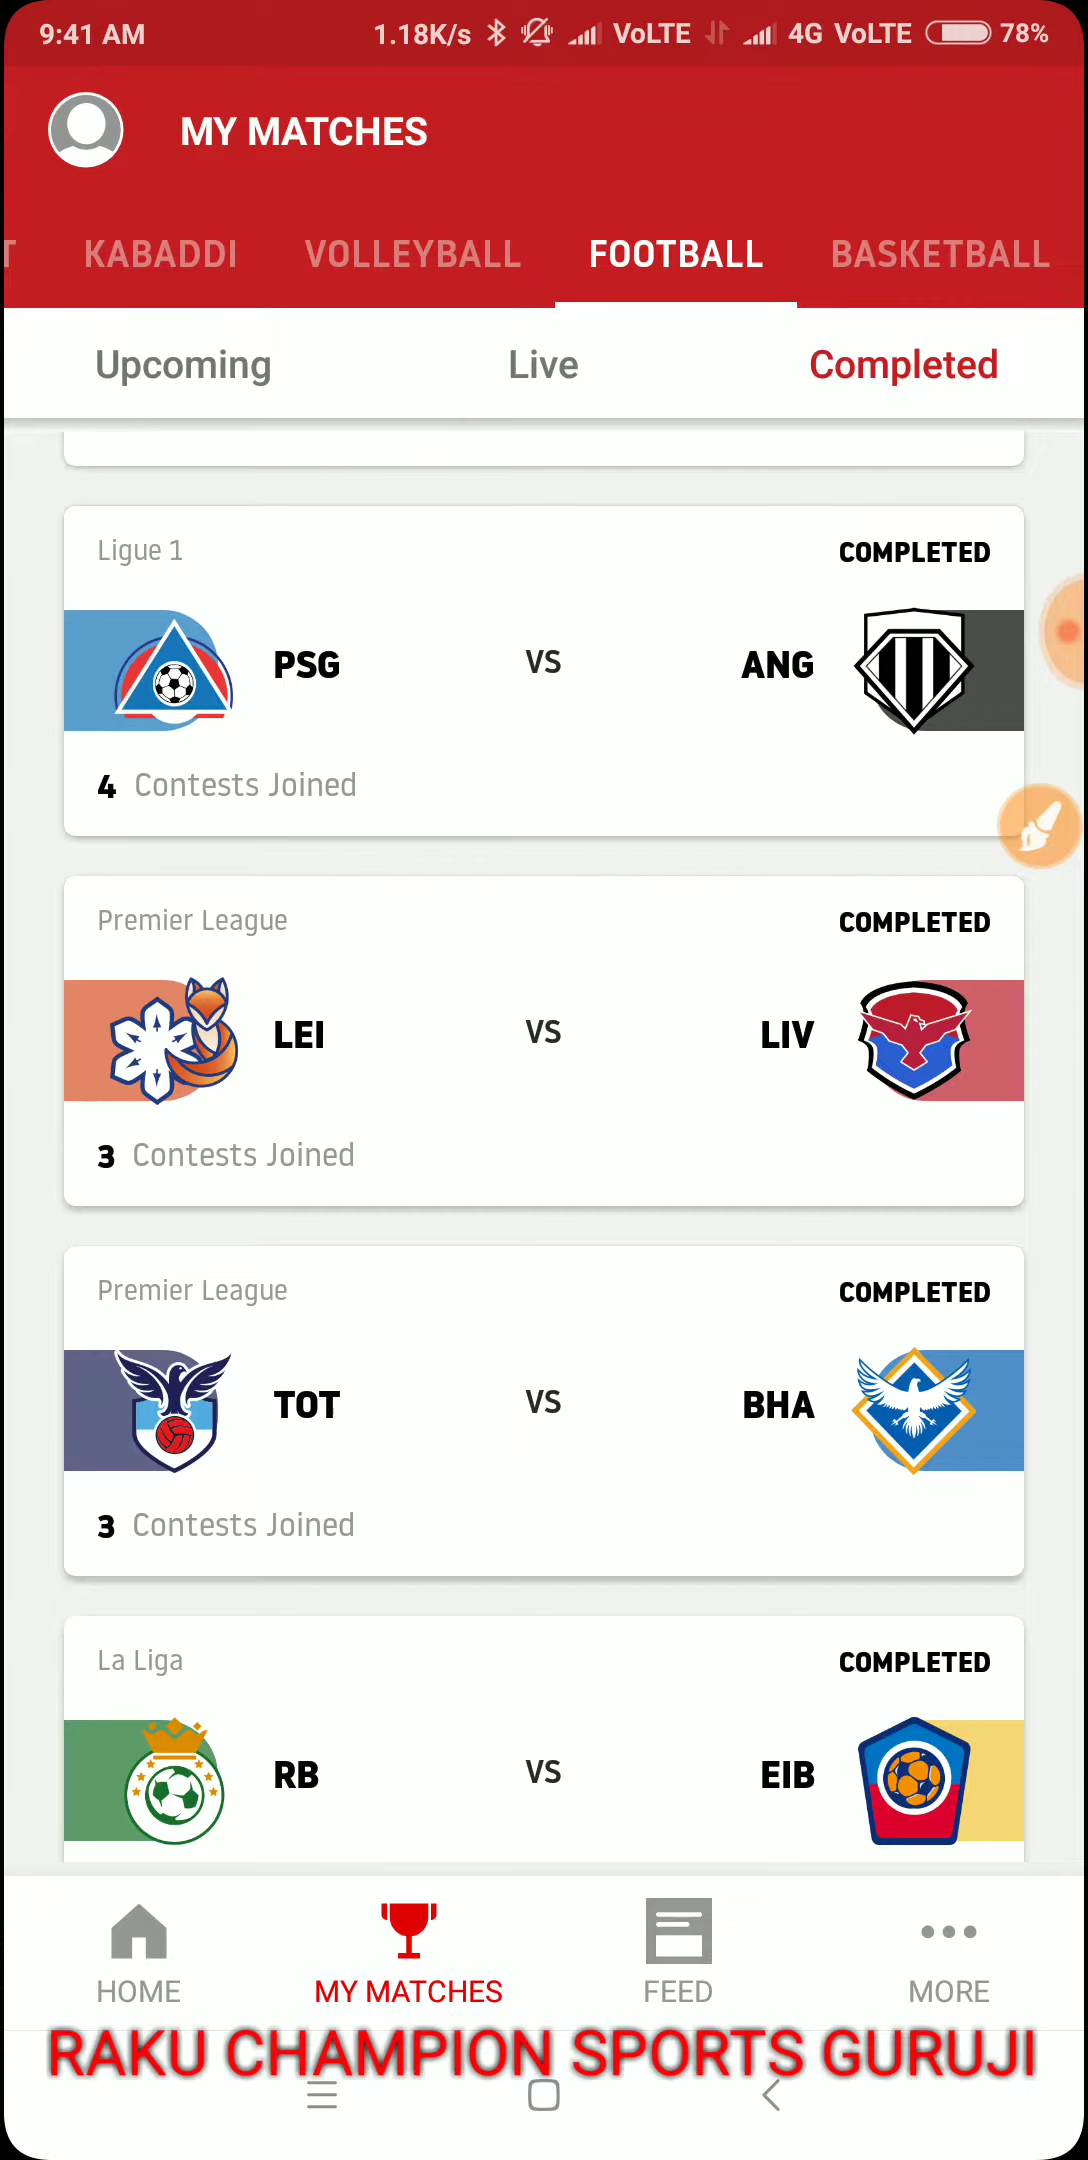 9:41 AM 1.18K/s VoLTE 4G VoLTE 78%
MY MATCHES
T KABADDI VOLLEYBALL FOOTBALL BASKETBALL
Upcoming Live Completed
Ligue 1 COMPLETED
PSG VS ANG
4 Contests Joined
Premier League COMPLETED
LEI VS LIV
3 Contests Joined
Premier League COMPLETED
TOT VS BHA
3 Contests Joined
La Liga COMPLETED
RB VS EIB
HOME MY MATCHES FEED MORE
RAKU CHAMPION SPORTS GURUJI